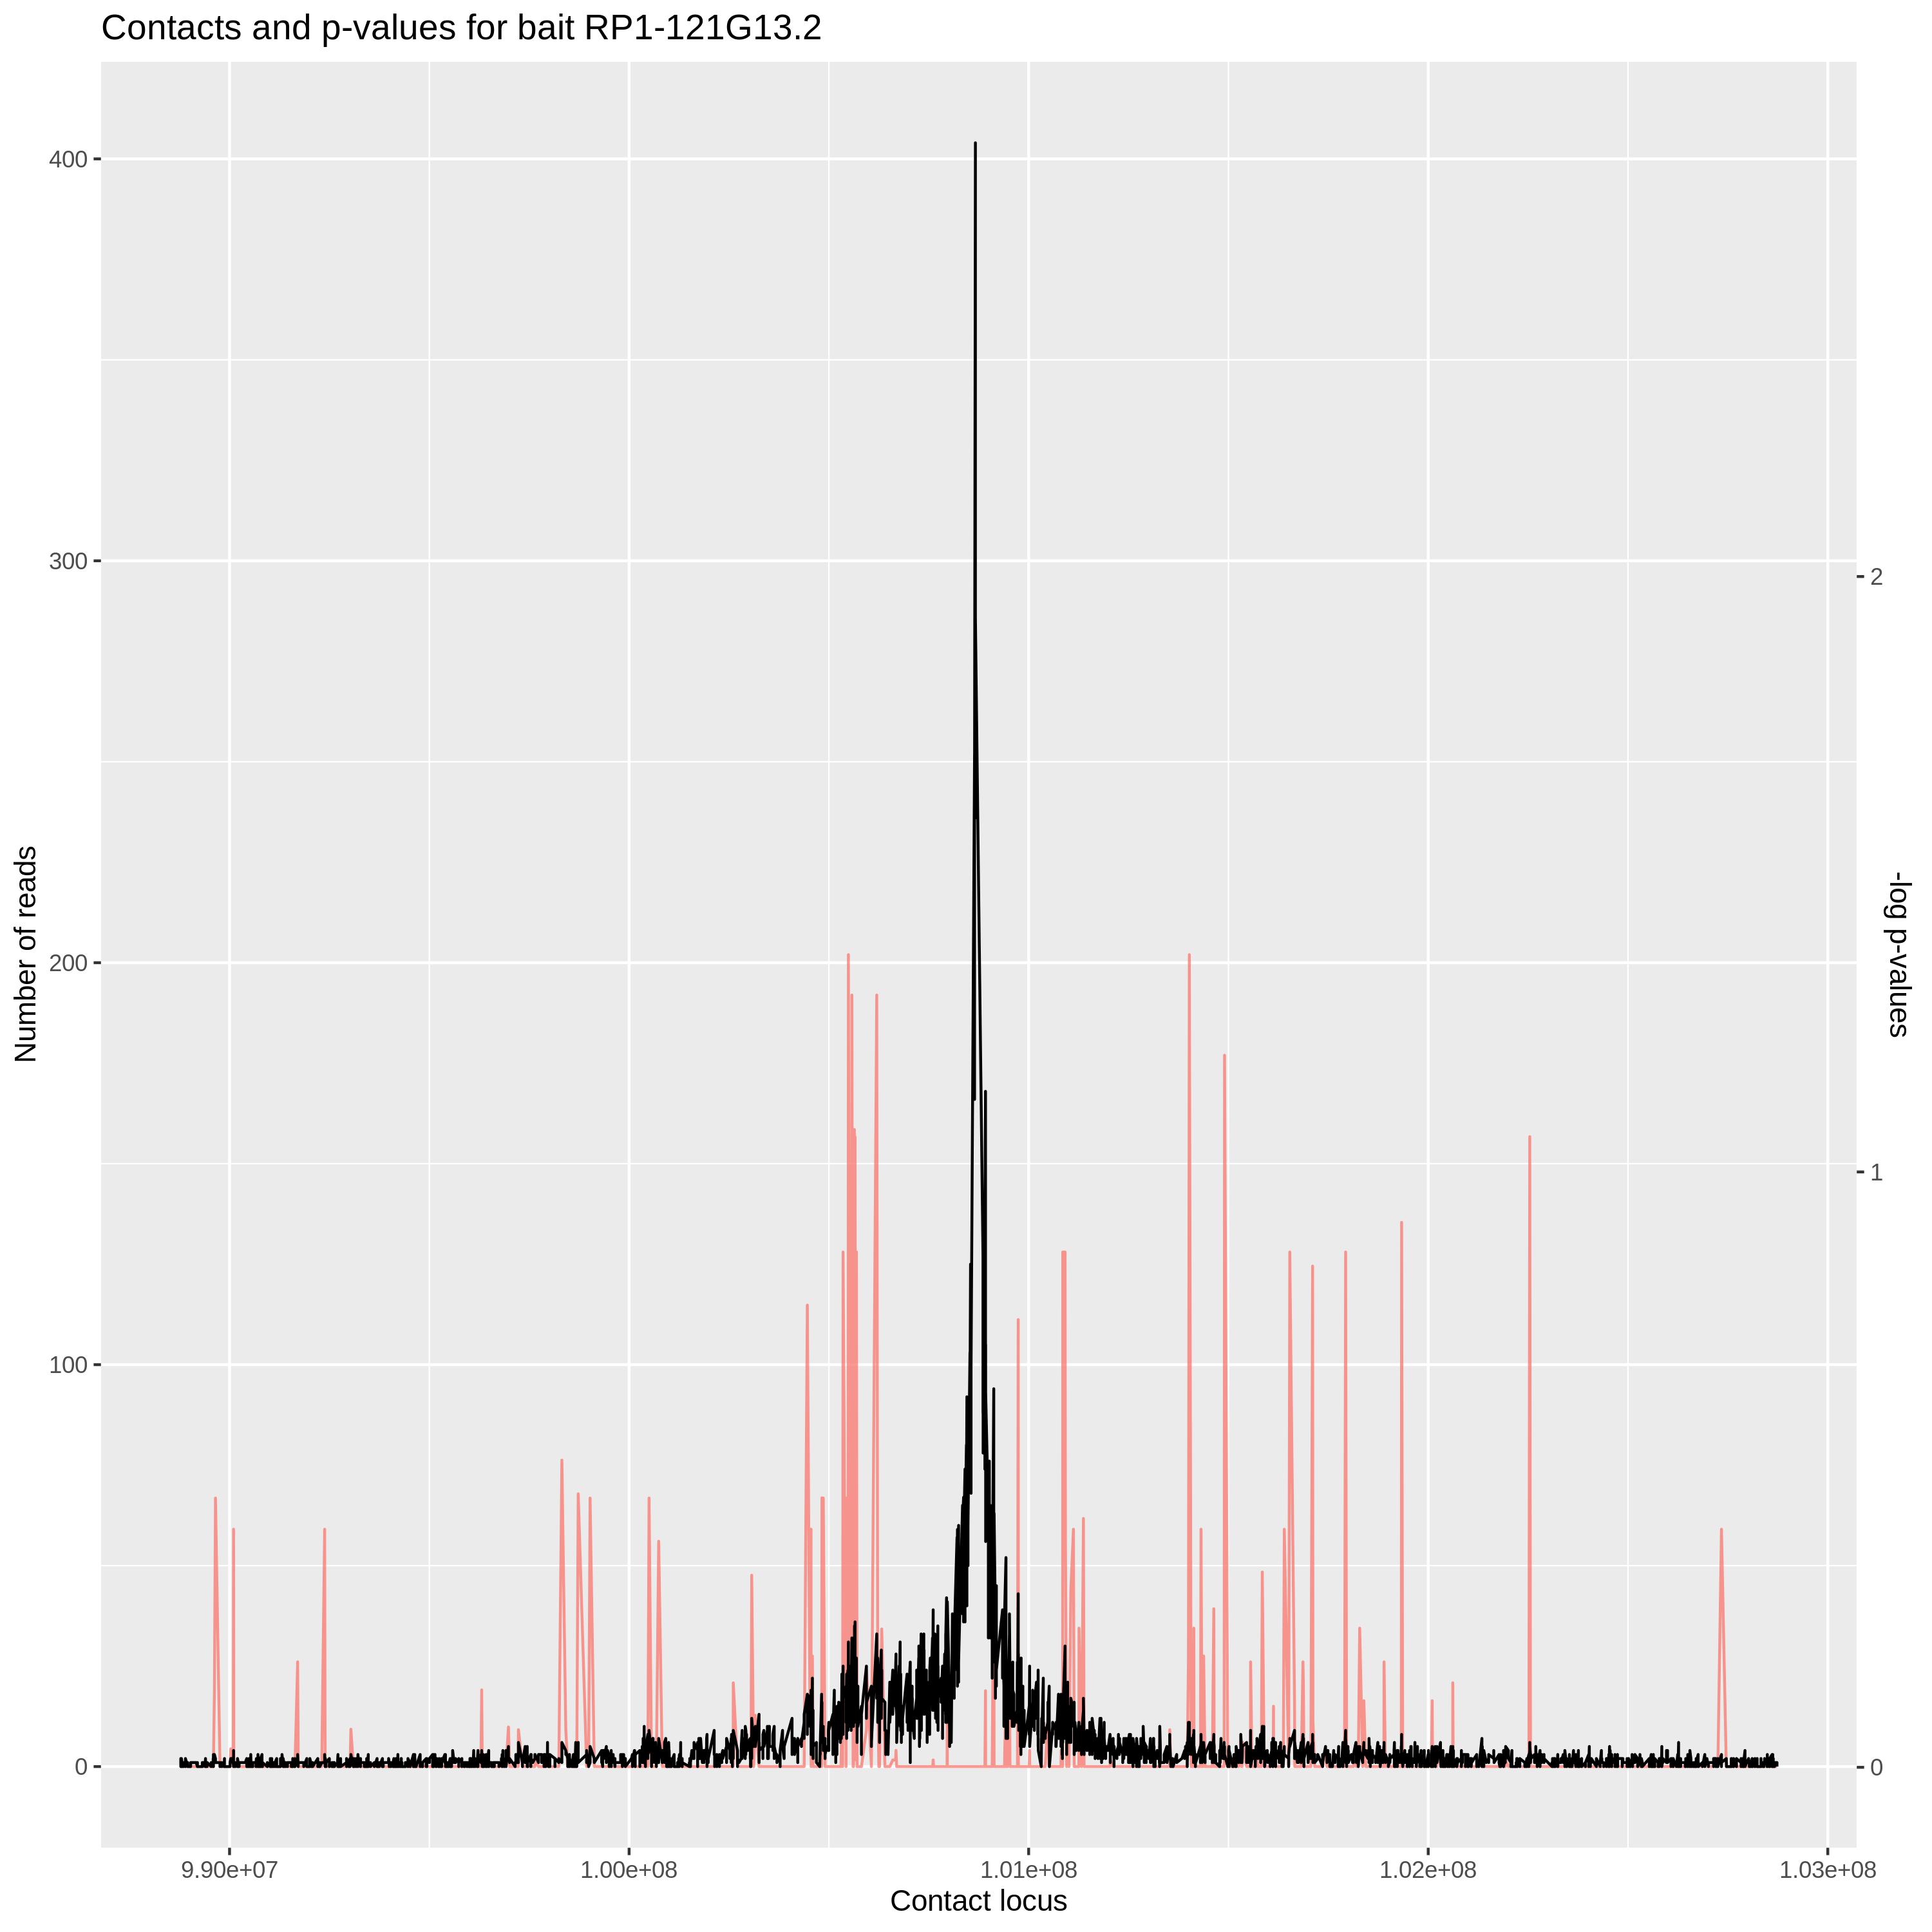 Contacts and p-values for bait RP1-121G13.2
400
300
200
100
0
Number of reads
2
1
0
-log p-values
9.90e+07
1.00e+08
1.01e+08
1.02e+08
1.03e+08
Contact locus